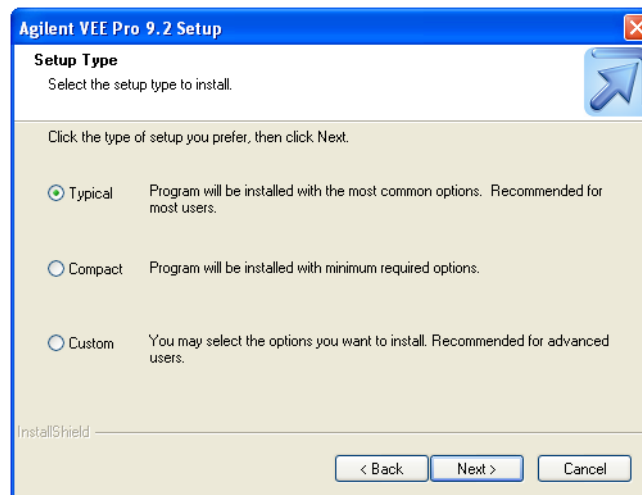 Agilent VEE Pro 9.2 Setup
Setup Type
Select the setup type to install.
Click the type of setup you prefer, then click Next.
Typical
Program will be installed with the most common options.  Recommended for
most users.
Compact
Program will be installed with minimum required options.
Custom
You may select the options you want to install. Recommended for advanced
users.
InstallShield
< Back
Next >
Cancel